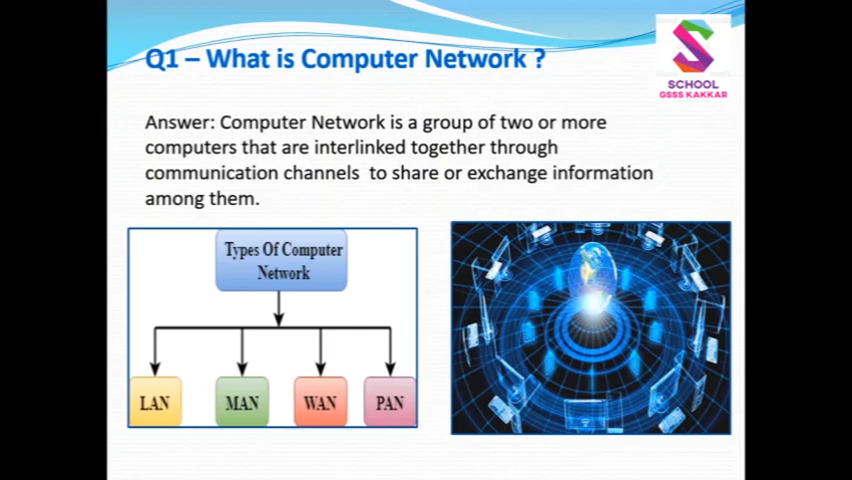 Q1 – What is Computer Network ?
SCHOOL
GSSS KAKKAR
Answer: Computer Network is a group of two or more
computers that are interlinked together through
communication channels to share or exchange information
among them.
Types Of Computer
Network
LAN
MAN
WAN
PAN